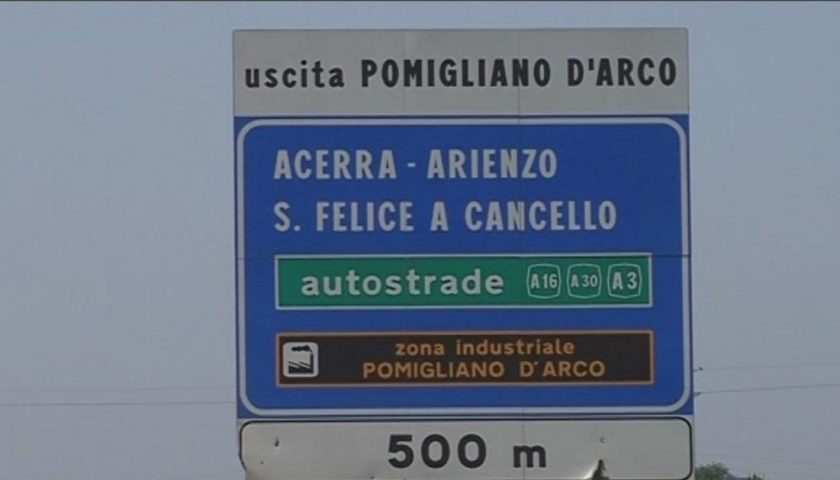 uscita POMIGLIANO D'ARCO
ACERRA - ARIENZO
S. FELICE A CANCELLO
autostrade A16 A30 A3
zona industriale
POMIGLIANO D'ARCO
500 m